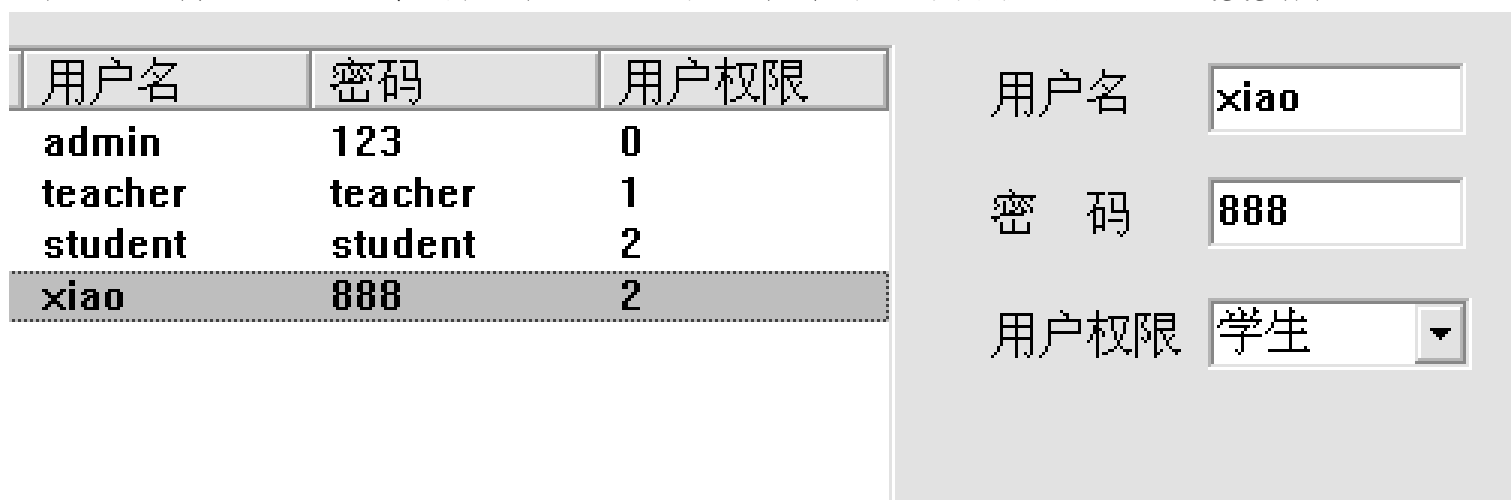 用户名 密码 用户权限
admin 123 0
teacher teacher 1
student student 2
xiao 888 2
用户名 xiao
密 码 888
用户权限 学生